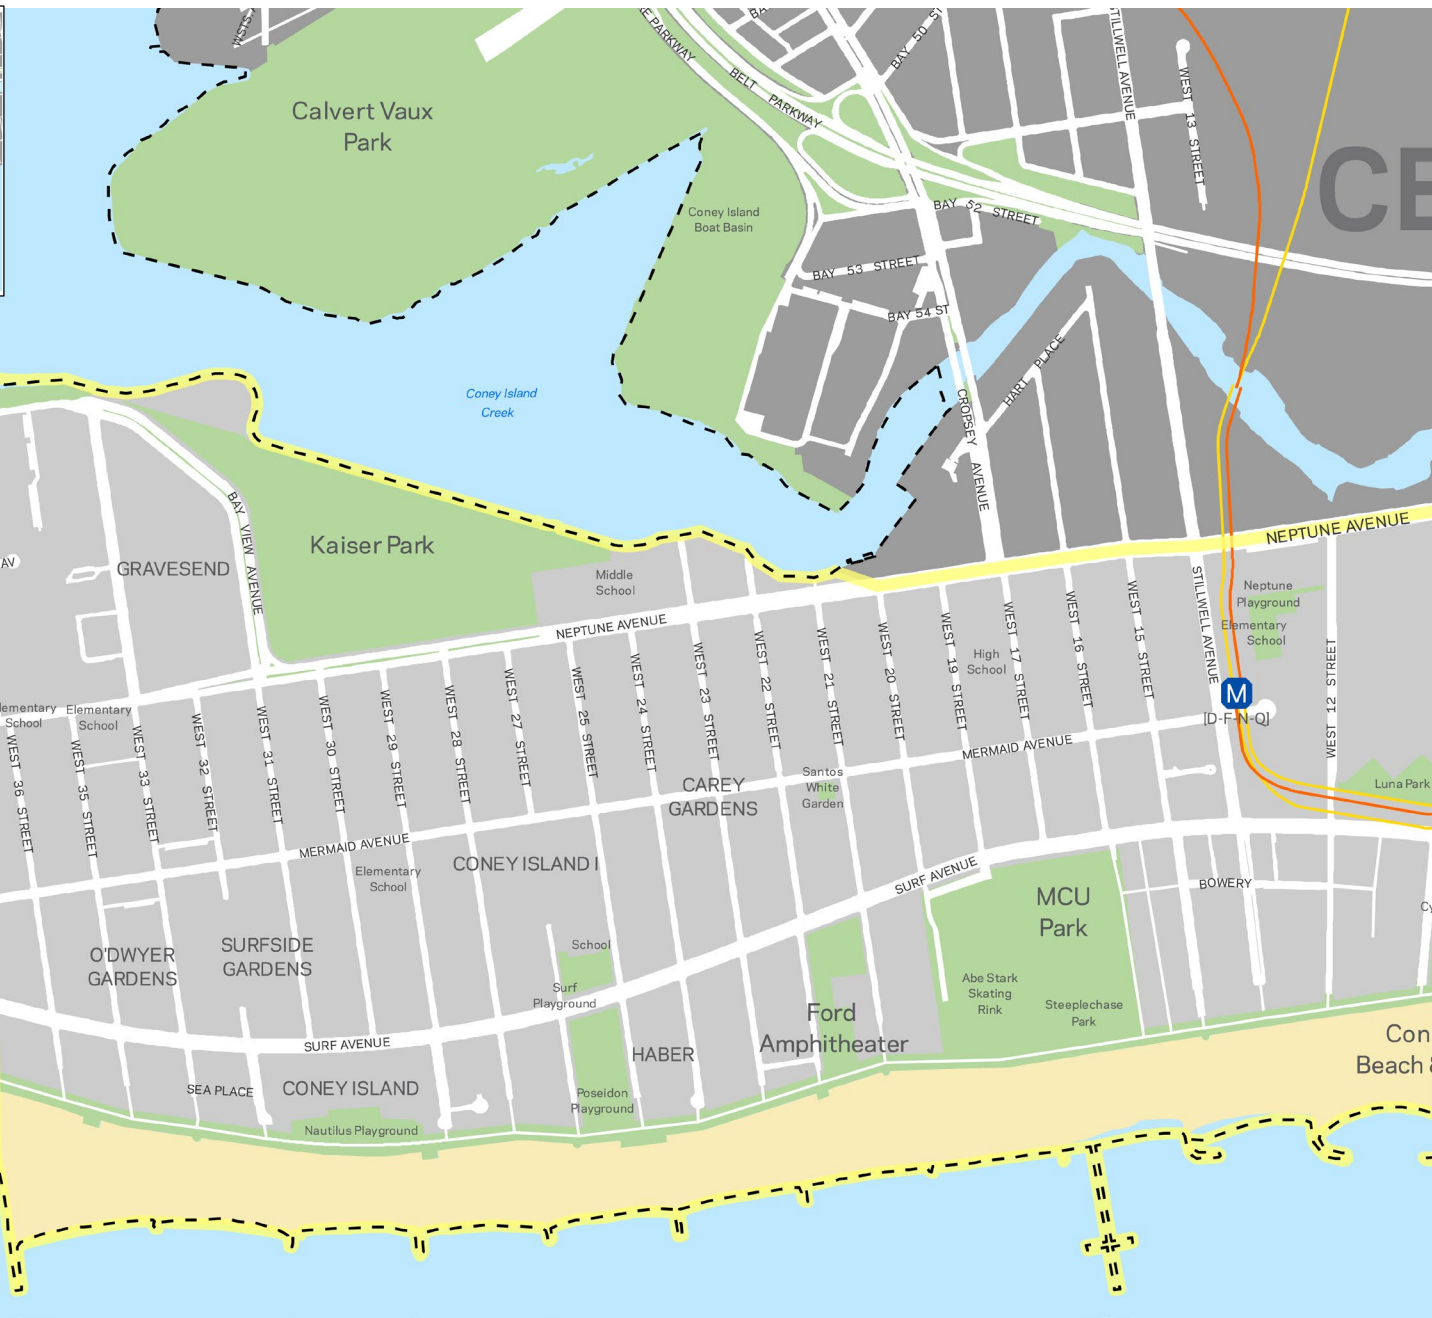 WSTS.
Calvert Vaux
Park
E PARKWAY
BELT PARKWAY
BA
BAY 50 ST
STILLWELL AVENUE
WEST 13 STREET
CE
Coney Island
Boat Basin
BAY 52 STREET
BAY 53 STREET
BAY 54 ST
HART PLACE
Coney Island
Creek
CROPSEY AVENUE
BAY VIEW AVENUE
Kaiser Park
NEPTUNE AVENUE
GRAVESEND
AV
Middle
School
NEPTUNE AVENUE
STILLWELL AVENUE
Neptune
Playground
Elementary
School
High
School
M
[D-F-N-Q]
lementary
School
Elementary
School
WEST 36 STREET
WEST 35 STREET
WEST 33 STREET
WEST 32 STREET
WEST 31 STREET
WEST 30 STREET
WEST 29 STREET
WEST 28 STREET
WEST 27 STREET
WEST 25 STREET
WEST 24 STREET
WEST 23 STREET
WEST 22 STREET
WEST 21 STREET
WEST 20 STREET
WEST 19 STREET
WEST 17 STREET
WEST 16 STREET
WEST 15 STREET
WEST 12 STREET
MERMAID AVENUE
Santos
White
Garden
CAREY
GARDENS
Luna Park
MERMAID AVENUE
Elementary
School
CONEY ISLAND I
SURF AVENUE
BOWERY
MCU
Park
Cy
O'DWYER
GARDENS
SURFSIDE
GARDENS
School
Surf
Playground
Abe Stark
Skating
Rink
Steeplechase
Park
Ford
Amphitheater
Con
Beach &
SURF AVENUE
HABER
SEA PLACE
CONEY ISLAND
Poseidon
Playground
Nautilus Playground